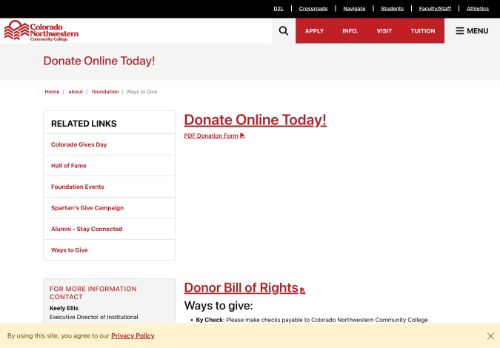 D2L | Crossroads | Navigate | Students | Faculty/Staff | Athletics
Colorado
Northwestern
Community College
APPLY INFO. VISIT TUITION MENU
Donate Online Today!
Home / about / foundation / Ways to Give
RELATED LINKS
Colorado Gives Day
Hall of Fame
Foundation Events
Spartan's Give Campaign
Alumni - Stay Connected
Ways to Give
Donate Online Today!
PDF Donation Form
FOR MORE INFORMATION
CONTACT
Keely Ellis
Executive Director of Institutional
Donor Bill of Rights
Ways to give:
• By Check: Please make checks payable to Colorado Northwestern Community College
By using this site, you agree to our Privacy Policy